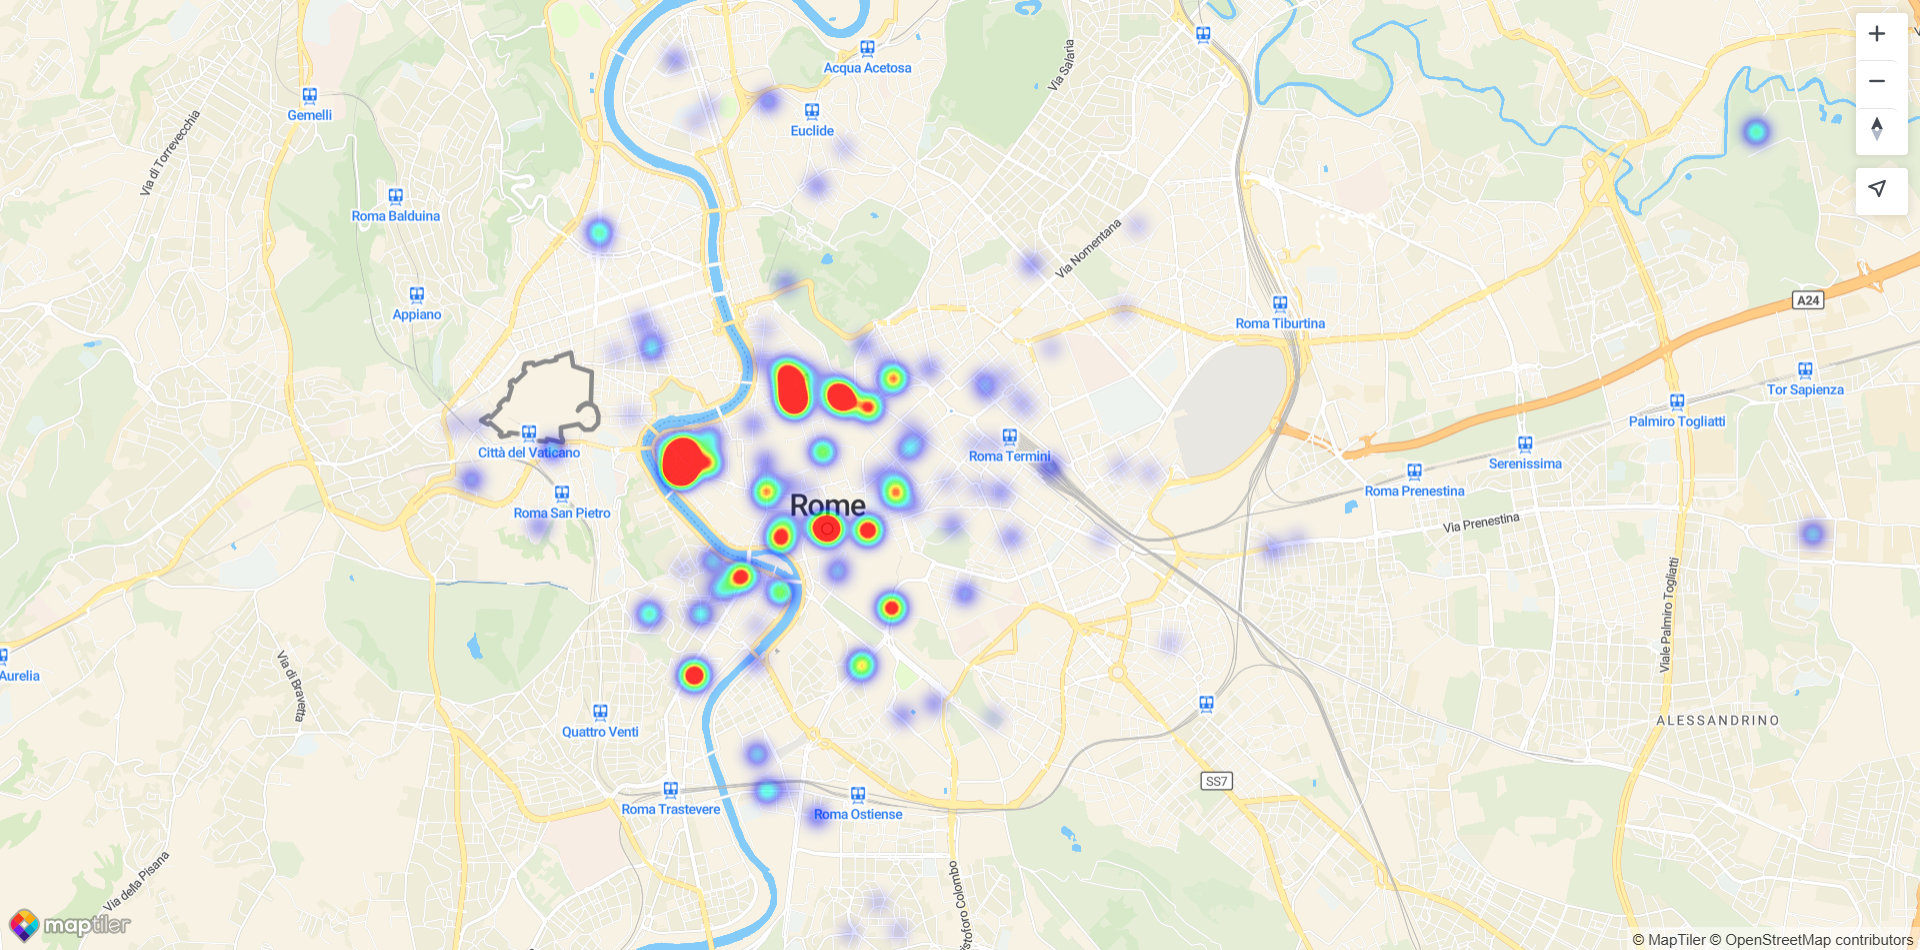 Acqua Acetosa
Via Salaria
Gemelli
Euclide
Via di Torrevecchia
Roma Balduina
Via Nomentana
A24
Appiano
Roma Tiburtina
Tor Sapienza
Palmiro Togliatti
Città del Vaticano
Roma Termini
Serenissima
Roma Prenestina
Roma San Pietro
Rome
Via Prenestina
Viale Palmiro Togliatti
Aurelia
Via di Bravetta
Quattro Venti
ALESSANDRINO
SS7
Roma Trastevere
Roma Ostiense
Via della Pisana
stoforo Colombo
maptiler
© MapTiler © OpenStreetMap contributors